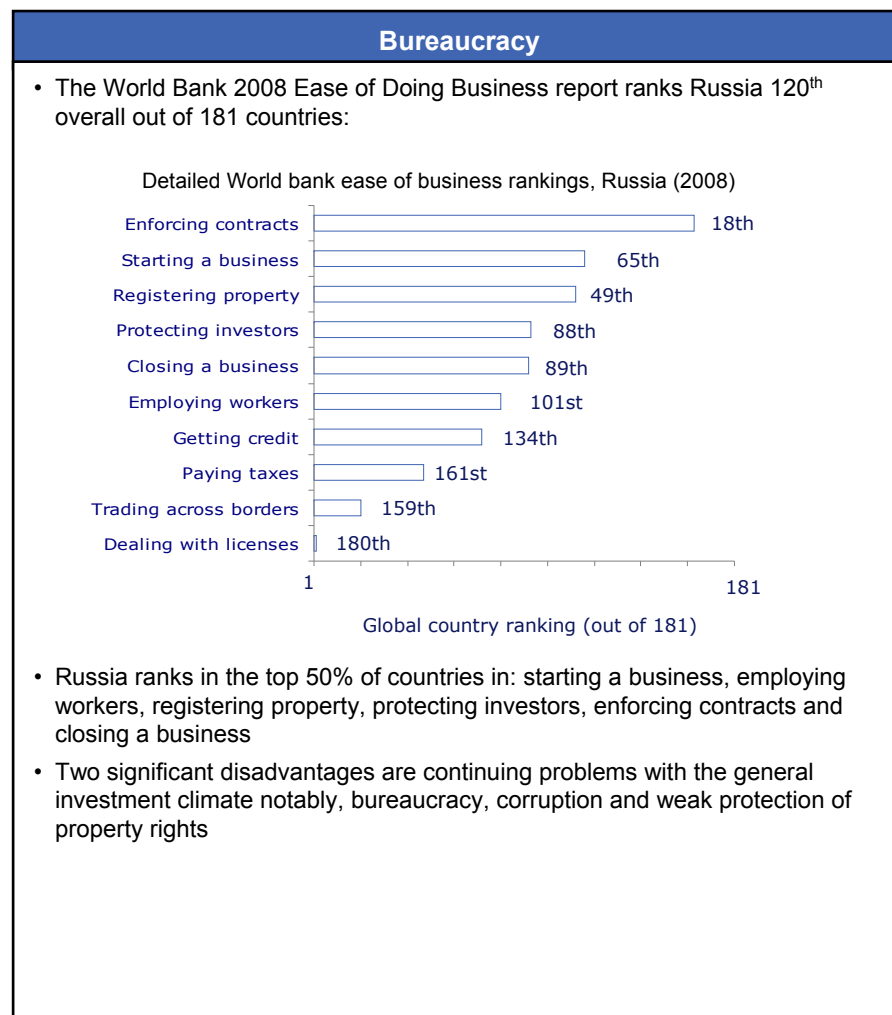 Bureaucracy
• The World Bank 2008 Ease of Doing Business report ranks Russia 120th
overall out of 181 countries:
Detailed World bank ease of business rankings, Russia (2008)
Enforcing contracts 18th
Starting a business 65th
Registering property 49th
Protecting investors 88th
Closing a business 89th
Employing workers 101st
Getting credit 134th
Paying taxes 161st
Trading across borders 159th
Dealing with licenses 180th
1 181
Global country ranking (out of 181)
• Russia ranks in the top 50% of countries in: starting a business, employing
workers, registering property, protecting investors, enforcing contracts and
closing a business
• Two significant disadvantages are continuing problems with the general
investment climate notably, bureaucracy, corruption and weak protection of
property rights